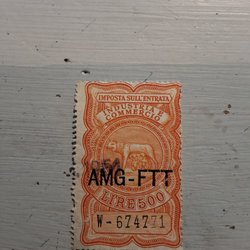 IMPOSTA SULL'ENTRATA
INDUSTRIA E
COMMERCIO
AMG-FTT
LIRE 500
W-674771